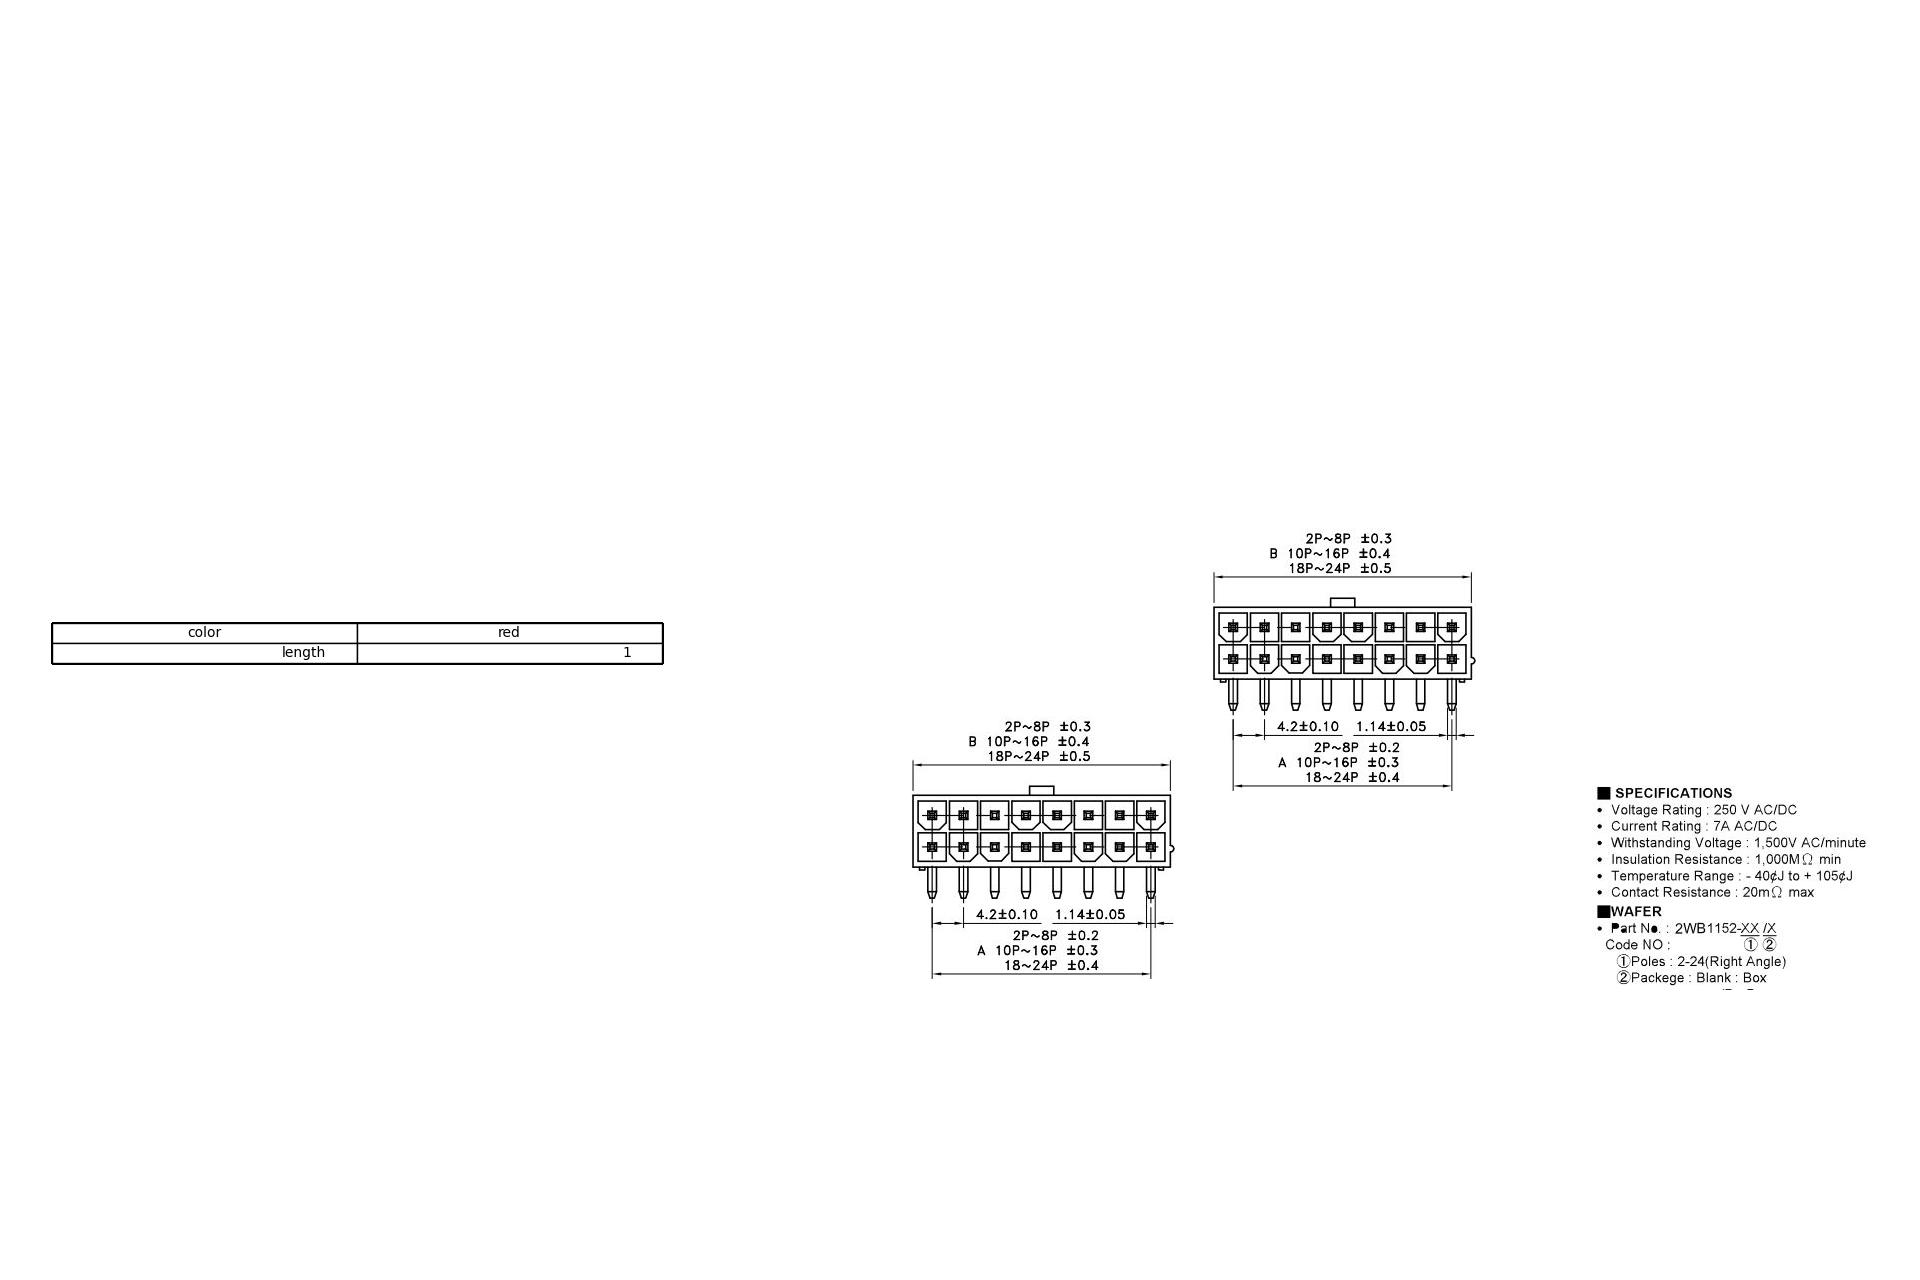 color red
length 1
2P~8P ±0.3
B 10P~16P ±0.4
18P~24P ±0.5
4.2±0.10 1.14±0.05
2P~8P ±0.2
A 10P~16P ±0.3
18~24P ±0.4
2P~8P ±0.3
B 10P~16P ±0.4
18P~24P ±0.5
4.2±0.10 1.14±0.05
2P~8P ±0.2
A 10P~16P ±0.3
18~24P ±0.4
■ SPECIFICATIONS
• Voltage Rating : 250 V AC/DC
• Current Rating : 7A AC/DC
• Withstanding Voltage : 1,500V AC/minute
• Insulation Resistance : 1,000MΩ min
• Temperature Range : - 40¢J to + 105¢J
• Contact Resistance : 20mΩ max
■WAFER
• Part No. : 2WB1152-XX /X
Code NO : ① ②
①Poles : 2-24(Right Angle)
②Packege : Blank : Box